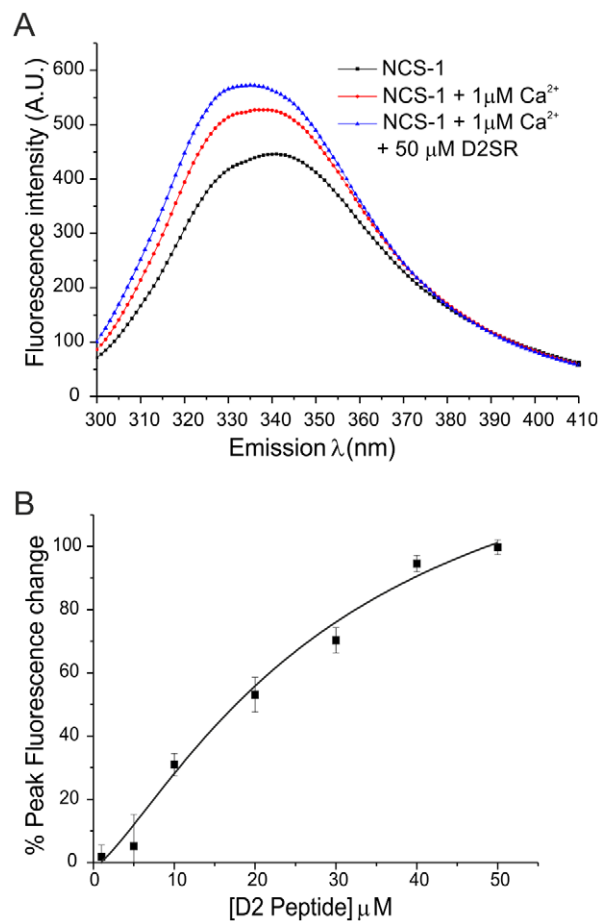 A
Fluorescence intensity (A.U.)
600
500
400
300
200
100
0
NCS-1
NCS-1 + 1μM Ca²⁺
NCS-1 + 1μM Ca²⁺
+ 50 μM D2SR
300 310 320 330 340 350 360 370 380 390 400 410
Emission λ(nm)
B
% Peak Fluorescence change
100
80
60
40
20
0
0 10 20 30 40 50
[D2 Peptide] μM